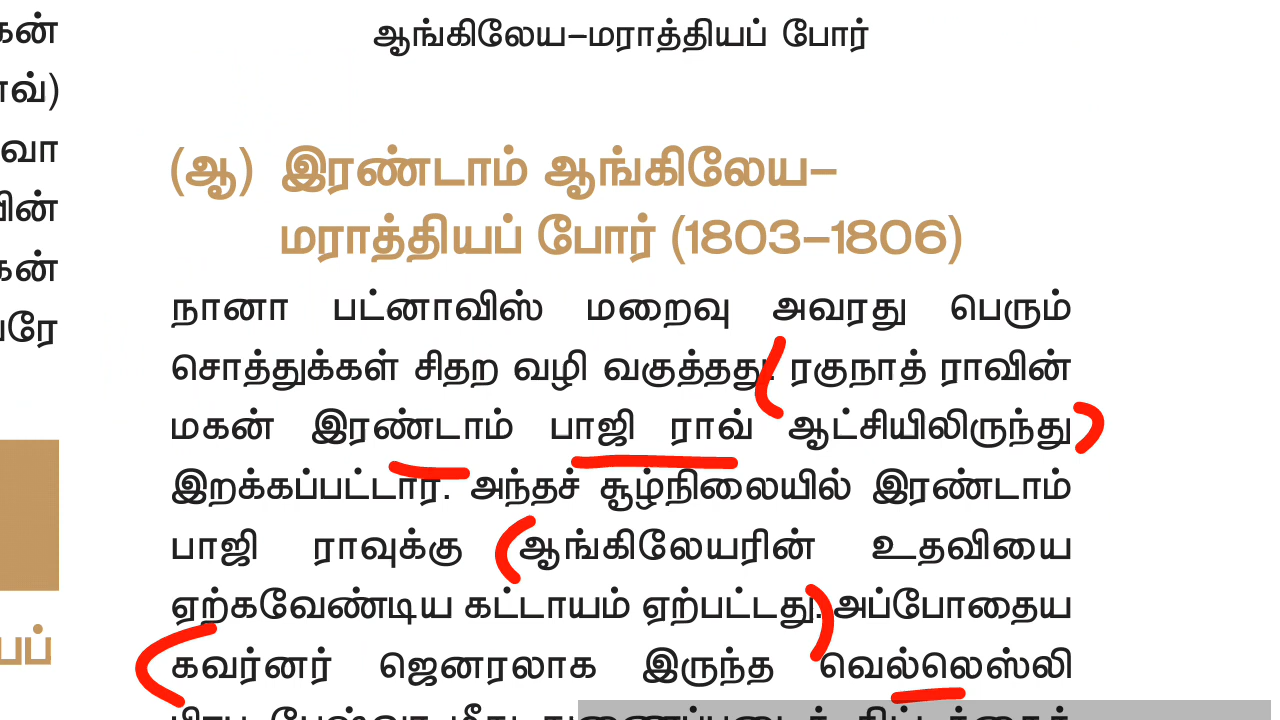 ஆங்கிலேய–மராத்தியப் போர்
(ஆ) இரண்டாம் ஆங்கிலேய–
மராத்தியப் போர் (1803–1806)
நானா பட்னாவிஸ் மறைவு அவரது பெரும்
சொத்துக்கள் சிதற வழி வகுத்தது. ரகுநாத் ராவின்
மகன் இரண்டாம் பாஜி ராவ் ஆட்சியிலிருந்து
இறக்கப்பட்டார். அந்தச் சூழ்நிலையில் இரண்டாம்
பாஜி ராவுக்கு ஆங்கிலேயரின் உதவியை
ஏற்கவேண்டிய கட்டாயம் ஏற்பட்டது. அப்போதைய
கவர்னர் ஜெனரலாக இருந்த வெல்லெஸ்லி